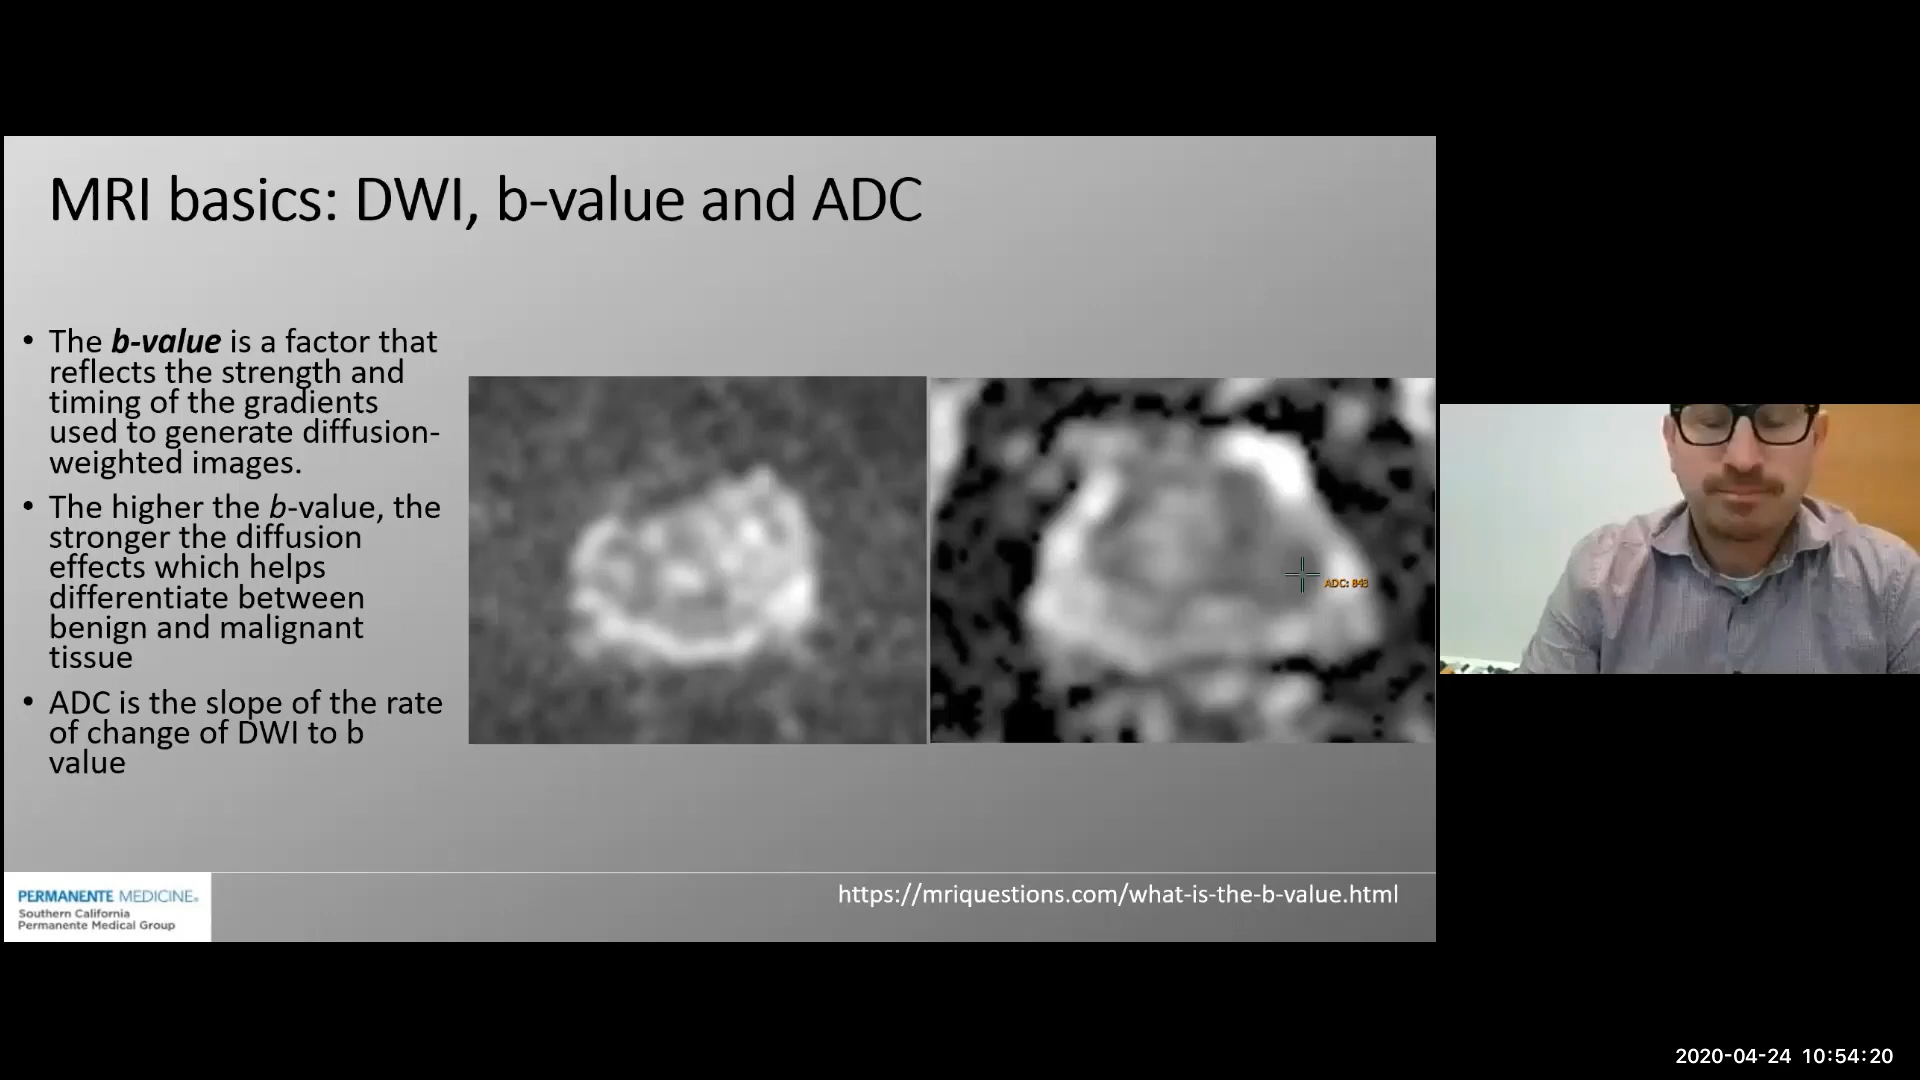 MRI basics: DWI, b-value and ADC
• The b-value is a factor that
reflects the strength and
timing of the gradients
used to generate diffusion-
weighted images.
• The higher the b-value, the
stronger the diffusion
effects which helps
differentiate between
benign and malignant
tissue
• ADC is the slope of the rate
of change of DWI to b
value
ADC: 843
PERMANENTE MEDICINE®
Southern California
Permanente Medical Group
https://mriquestions.com/what-is-the-b-value.html
2020-04-24 10:54:20